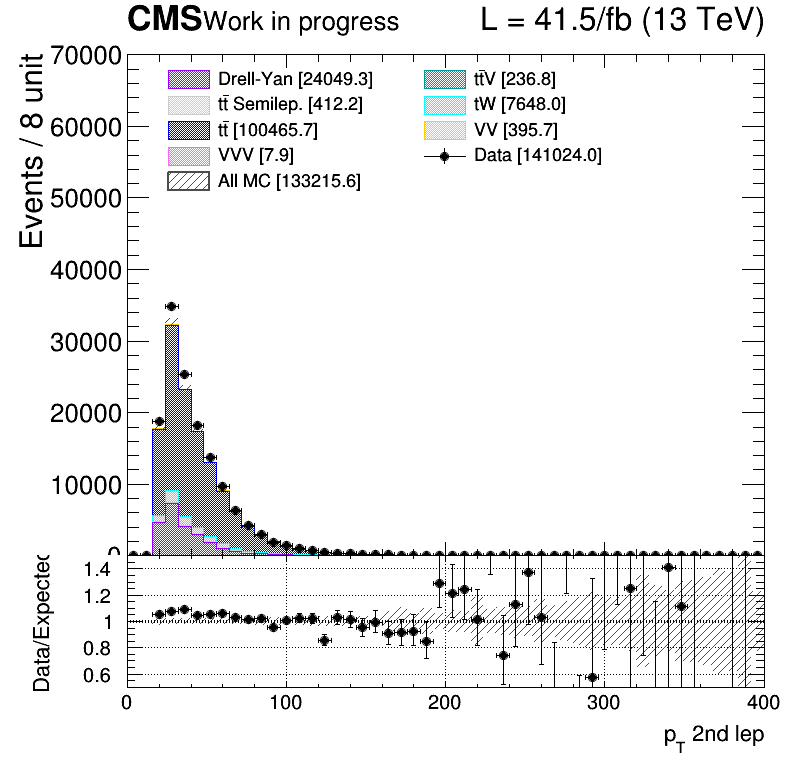 CMS Work in progress L = 41.5/fb (13 TeV)
Events / 8 unit
70000
60000
50000
40000
30000
20000
10000
0
Drell-Yan [24049.3]
tt̄ Semilep. [412.2]
tt̄ [100465.7]
VVV [7.9]
All MC [133215.6]
tt̄V [236.8]
tW [7648.0]
VV [395.7]
Data [141024.0]
Data/Expected
1.4
1.2
1
0.8
0.6
0 100 200 300 400
p_T 2nd lep